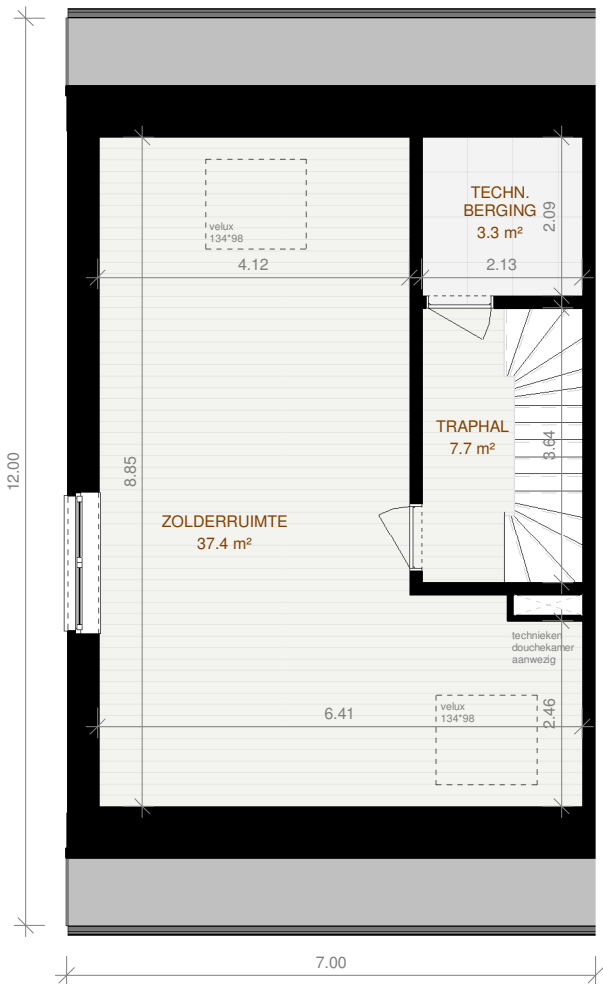 TECHN.
BERGING
3.3 m²
2.09
velux
134*98
4.12
2.13
TRAPHAL
7.7 m²
3.64
12.00
8.85
ZOLDERRUIMTE
37.4 m²
technieken
douchekamer
aanwezig
velux
134*98
2.46
6.41
7.00